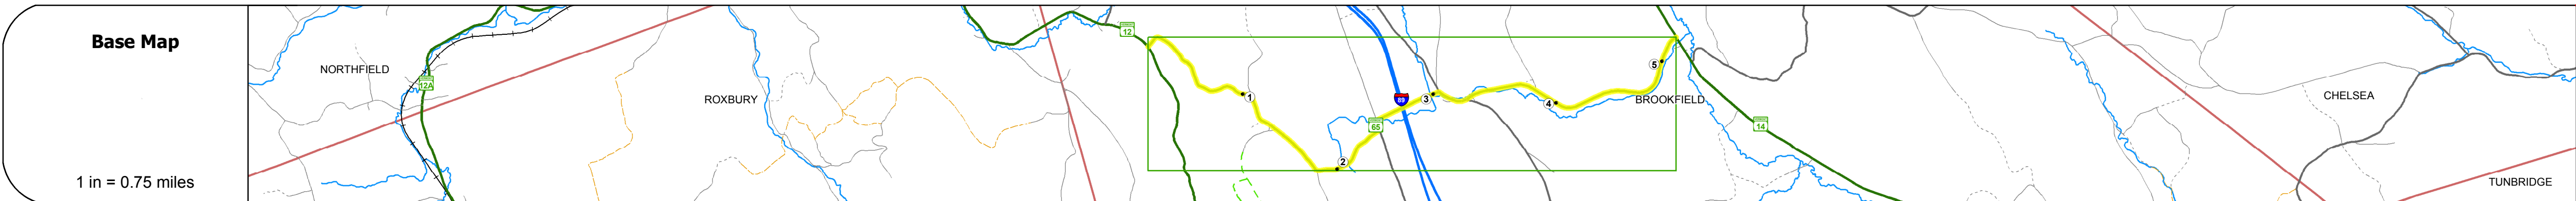 Base Map
1 in = 0.75 miles
NORTHFIELD
12A
ROXBURY
12
1
2
65
89
3
4
5
BROOKFIELD
14
CHELSEA
TUNBRIDGE